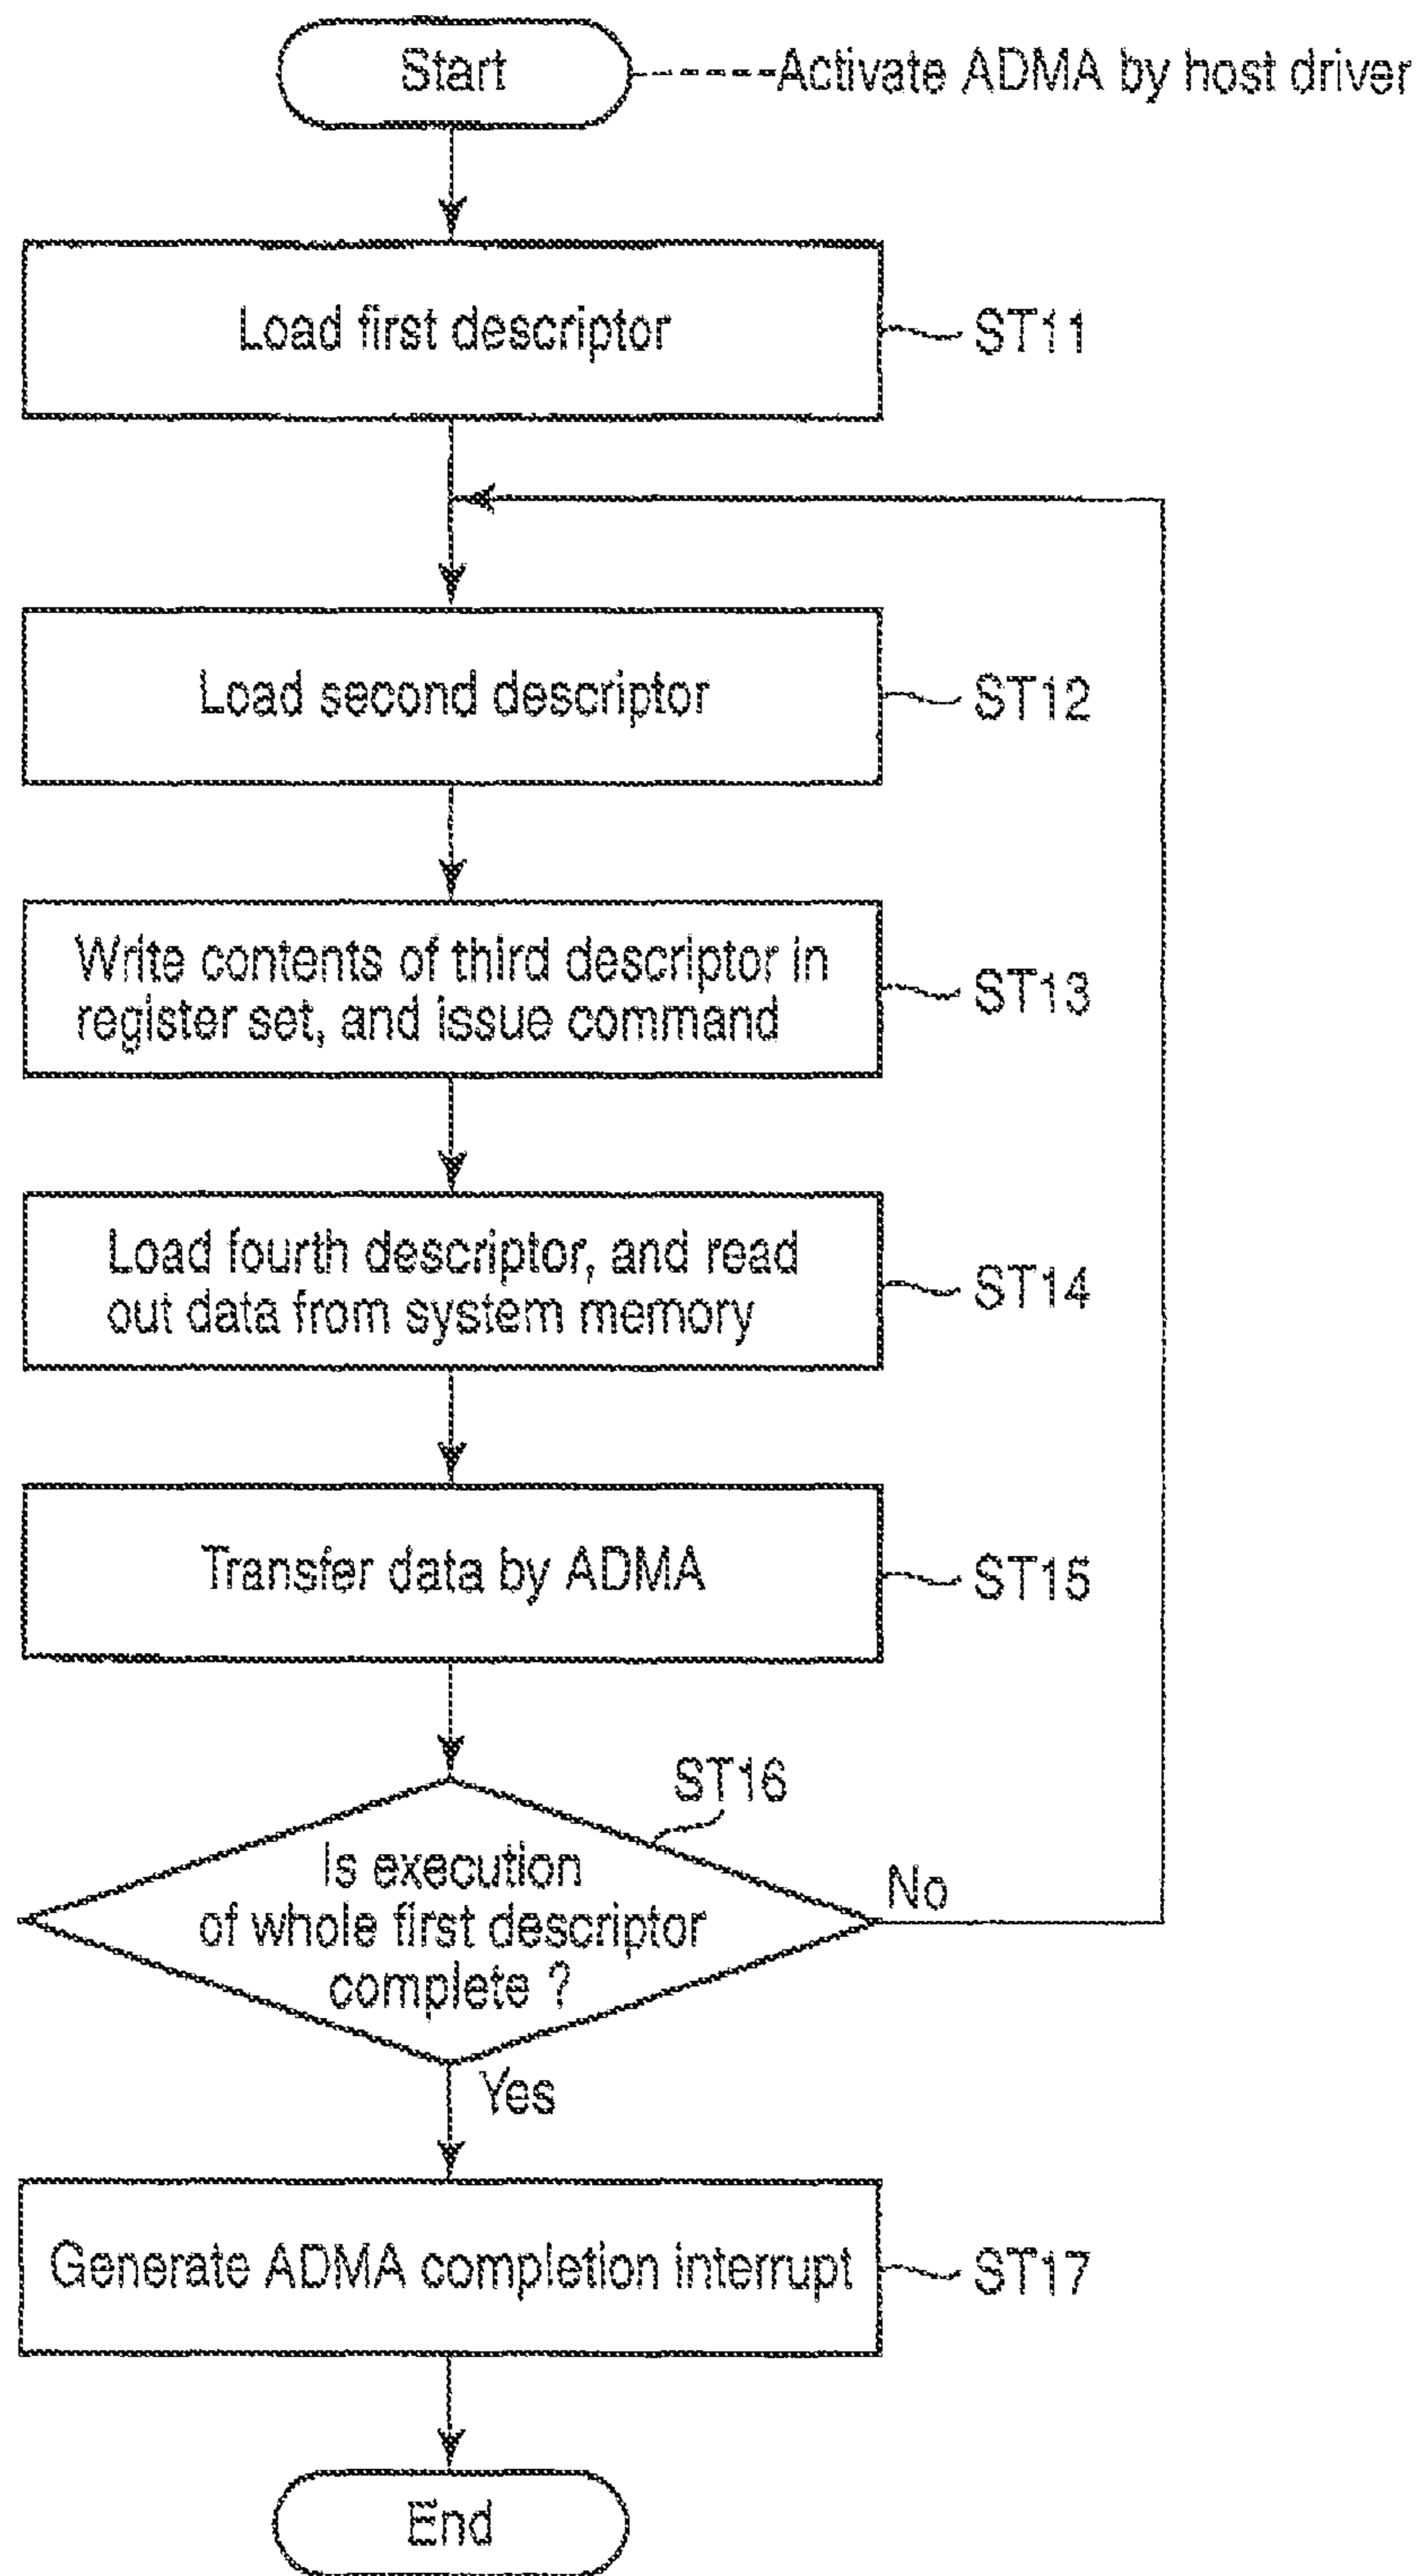 Start
Activate ADMA by host driver
Load first descriptor
ST11
Load second descriptor
ST12
Write contents of third descriptor in
register set, and issue command
ST13
Load fourth descriptor, and read
out data from system memory
ST14
Transfer data by ADMA
ST15
ST16
Is execution
of whole first descriptor
complete ?
No
Yes
Generate ADMA completion interrupt
ST17
End